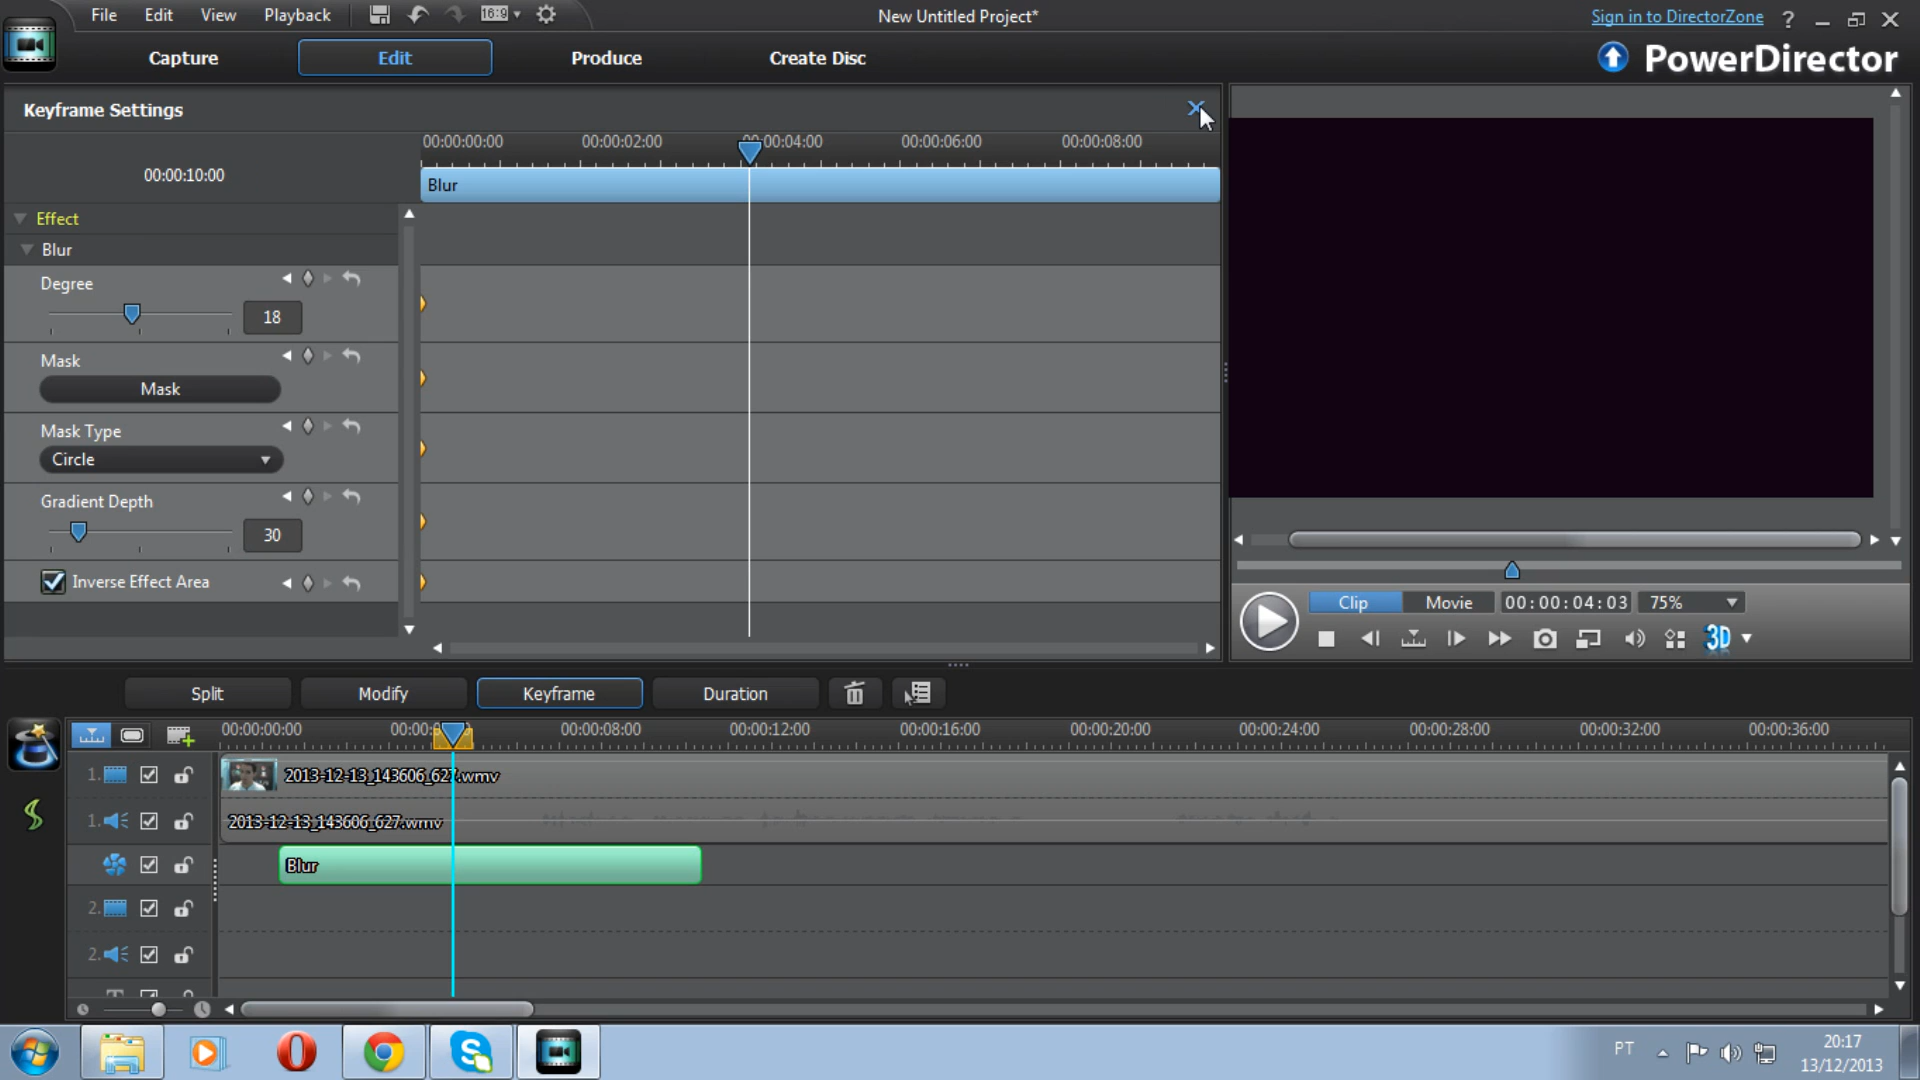 File Edit View Playback 16:9 New Untitled Project* Sign in to DirectorZone ?
Capture Edit Produce Create Disc PowerDirector
Keyframe Settings
00:00:00:00 00:00:02:00 00:00:04:00 00:00:06:00 00:00:08:00
00:00:10:00
Blur
Effect
Blur
Degree
18
Mask
Mask
Mask Type
Circle
Gradient Depth
30
Inverse Effect Area
Clip Movie 00:00:04:03 75%
3D
Split Modify Keyframe Duration
00:00:00:00 00:00: 00:00:08:00 00:00:12:00 00:00:16:00 00:00:20:00 00:00:24:00 00:00:28:00 00:00:32:00 00:00:36:00
1. 2013-12-13_143606_627.wmv
1. 2013-12-13_143606_627.wmv
Blur
2.
2.
PT 20:17
13/12/2013